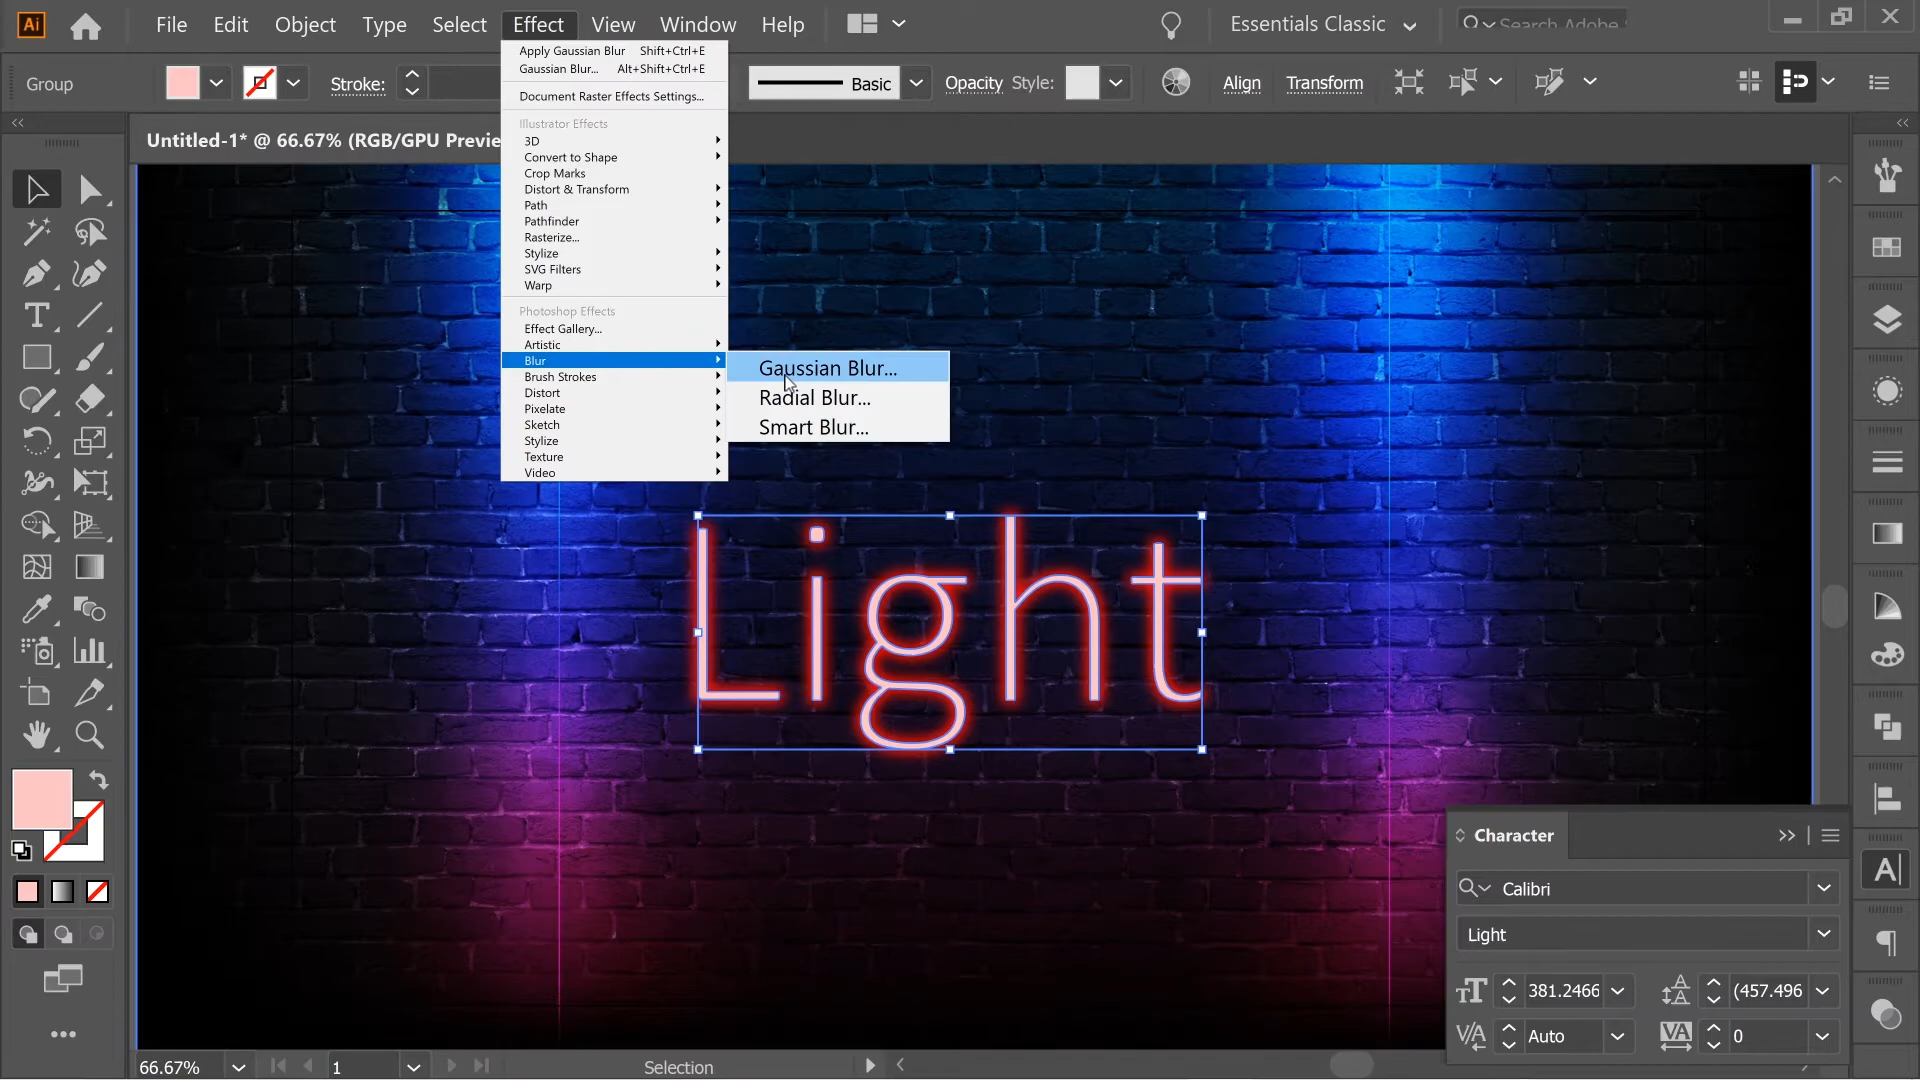 Ai File Edit Object Type Select Effect View Window Help Essentials Classic Search Adobe
Group Stroke: Basic Opacity Style: Align Transform
Untitled-1* @ 66.67% (RGB/GPU Previe
Apply Gaussian Blur Shift+Ctrl+E
Gaussian Blur... Alt+Shift+Ctrl+E
Document Raster Effects Settings...
Illustrator Effects
3D
Convert to Shape
Crop Marks
Distort & Transform
Path
Pathfinder
Rasterize...
Stylize
SVG Filters
Warp
Photoshop Effects
Effect Gallery...
Artistic
Blur
Brush Strokes
Distort
Pixelate
Sketch
Stylize
Texture
Video
Gaussian Blur...
Radial Blur...
Smart Blur...
Light
Character
Calibri
Light
381.2466 (457.496
Auto 0
66.67% 1 Selection